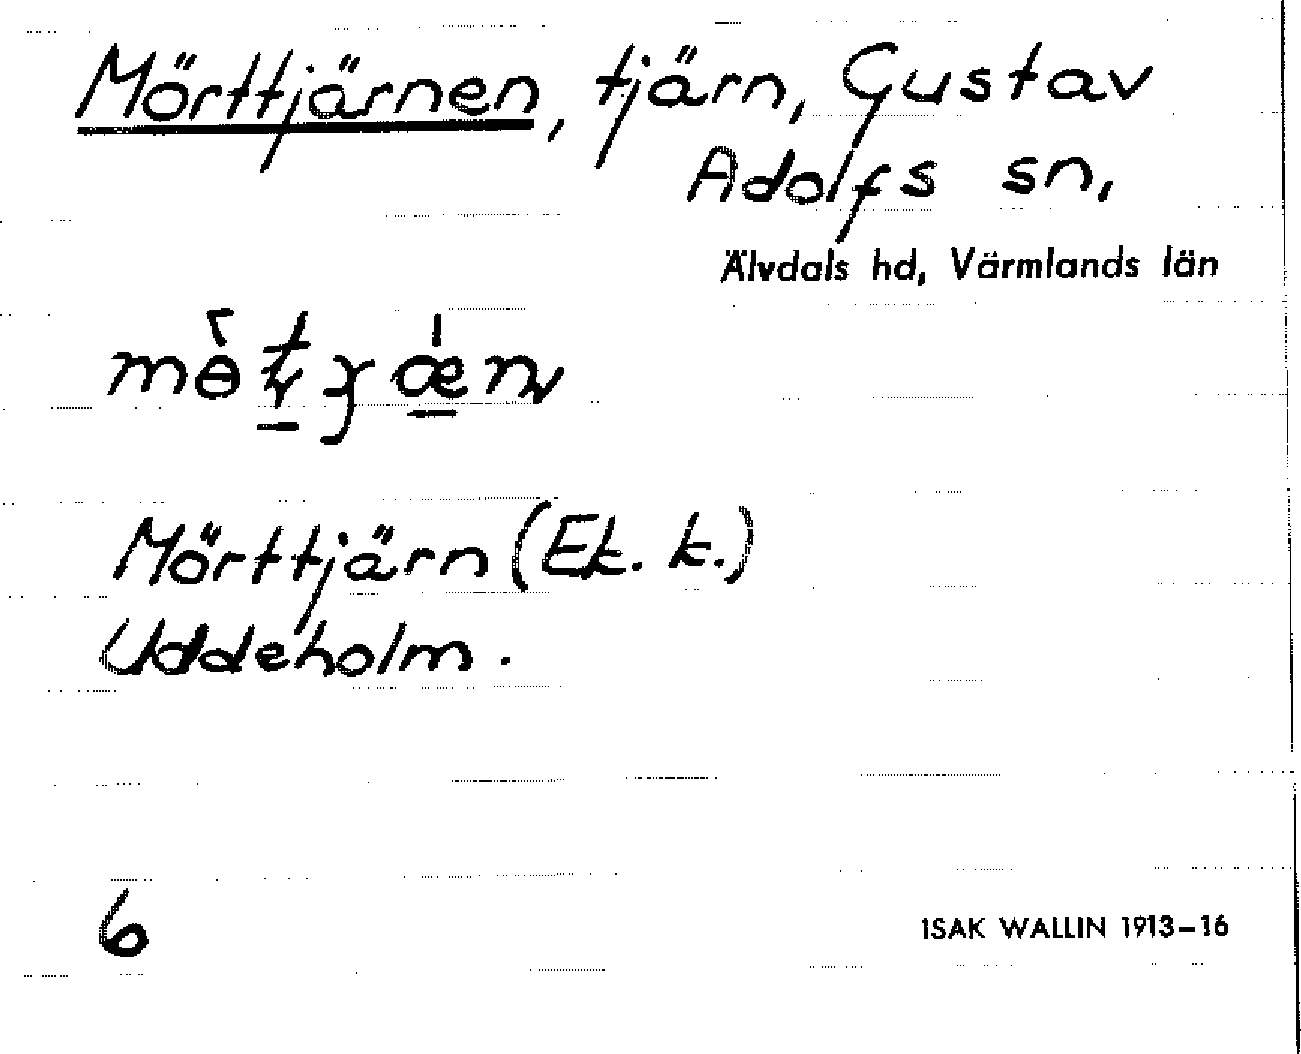 Mörttjärnen, tjärn, Gustav
Adolfs sn,
Älvdals hd, Värmlands län
Mörttjärn (Ek. k.)
Uddeholm.
6
ISAK WALLIN 1913–16